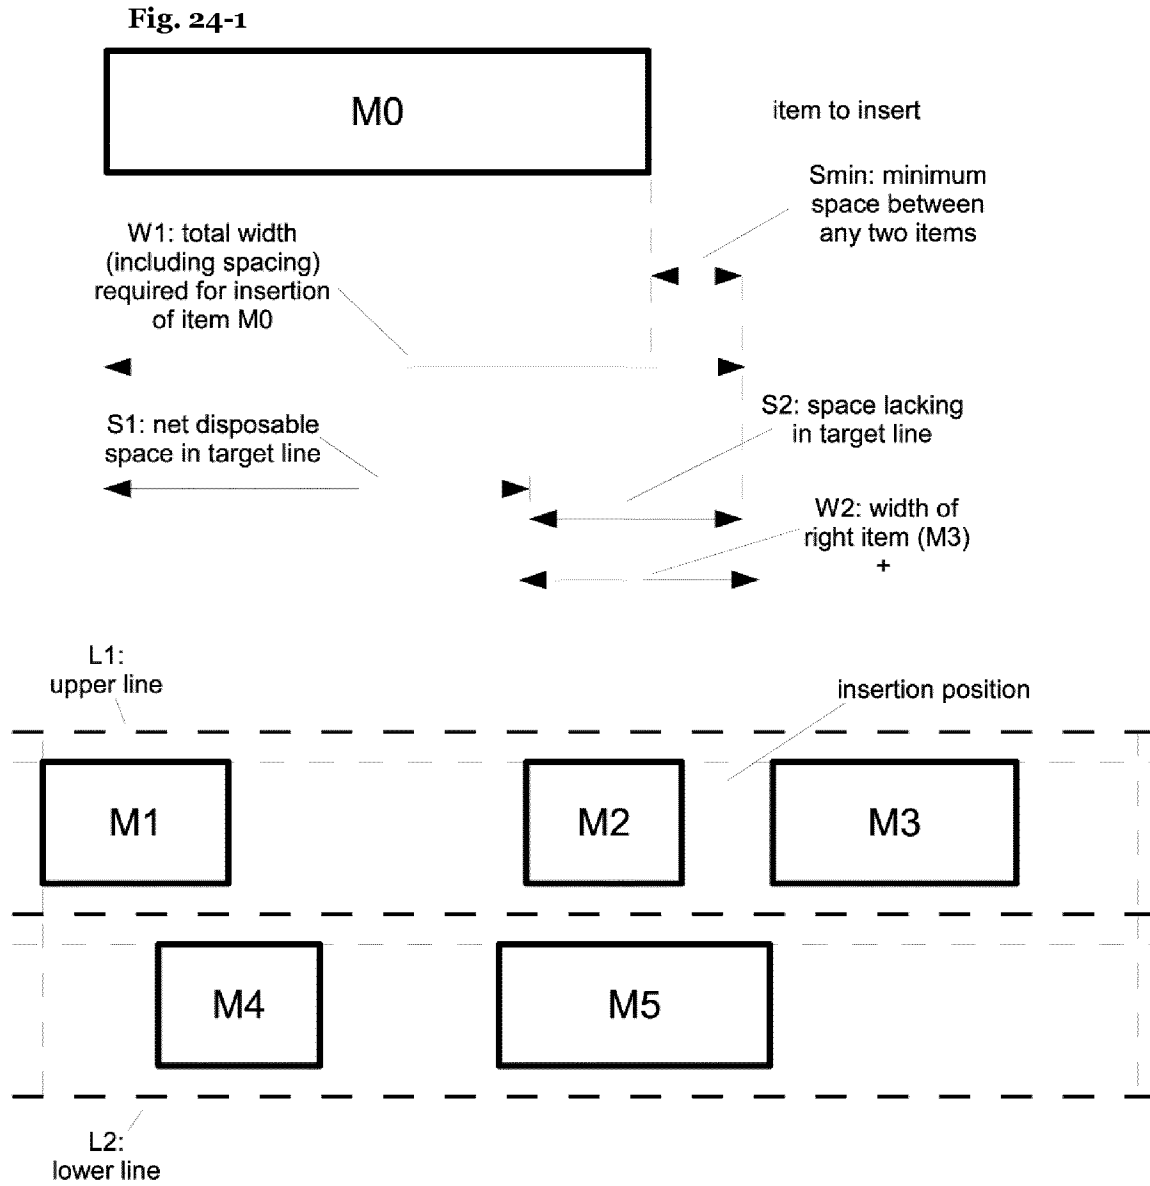 Fig. 24-1
M0
item to insert
Smin: minimum
space between
any two items
W1: total width
(including spacing)
required for insertion
of item M0
S1: net disposable
space in target line
S2: space lacking
in target line
W2: width of
right item (M3)
+
L1:
upper line
insertion position
M1
M2
M3
M4
M5
L2:
lower line